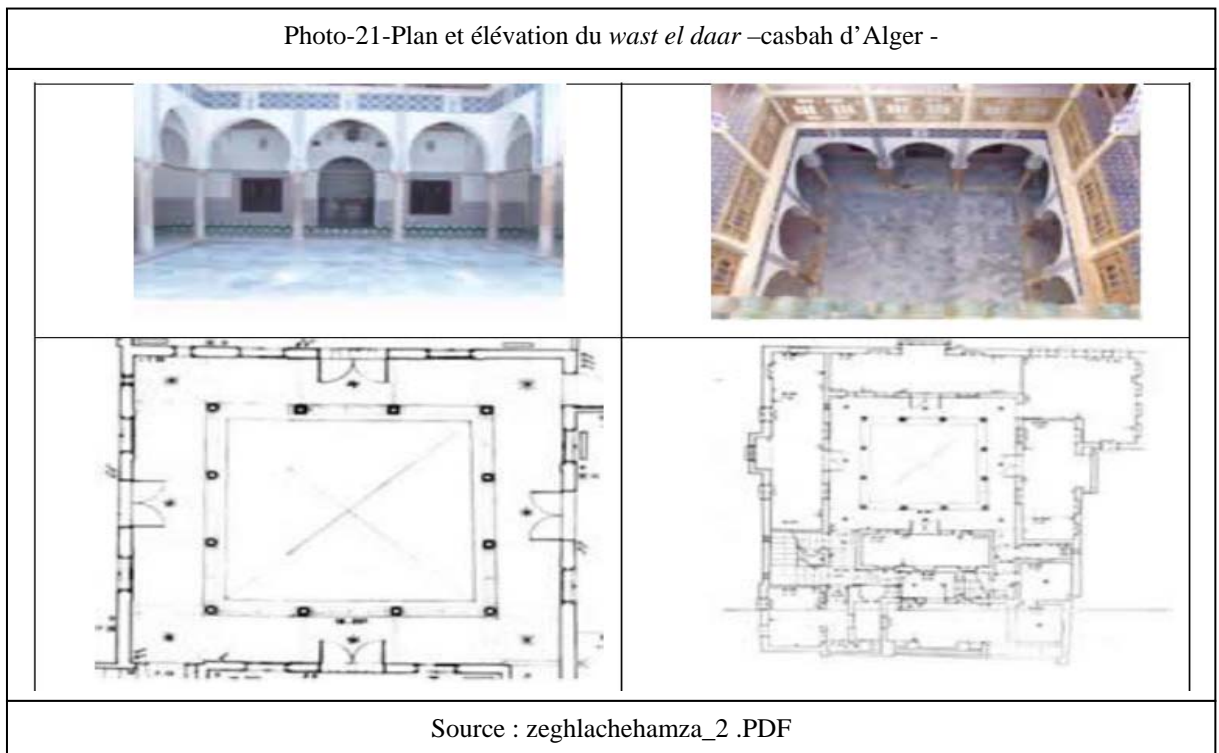 Photo-21-Plan et élévation du wast el daar –casbah d’Alger -
Source : zeghlachehamza_2 .PDF